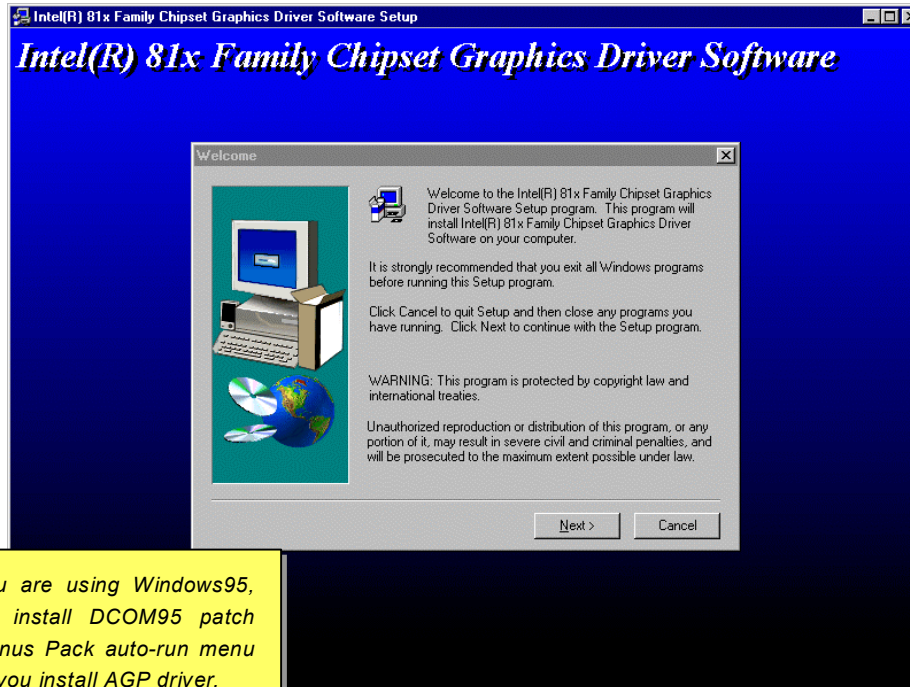 Intel(R) 81x Family Chipset Graphics Driver Software Setup
Intel(R) 81x Family Chipset Graphics Driver Software
Welcome
Welcome to the Intel(R) 81x Family Chipset Graphics
Driver Software Setup program. This program will
install Intel(R) 81x Family Chipset Graphics Driver
Software on your computer.
It is strongly recommended that you exit all Windows programs
before running this Setup program.
Click Cancel to quit Setup and then close any programs you
have running. Click Next to continue with the Setup program.
WARNING: This program is protected by copyright law and
international treaties.
Unauthorized reproduction or distribution of this program, or any
portion of it, may result in severe civil and criminal penalties, and
will be prosecuted to the maximum extent possible under law.
Next >
Cancel
are using Windows95,
install DCOM95 patch
Pack auto-run menu
you install AGP driver.